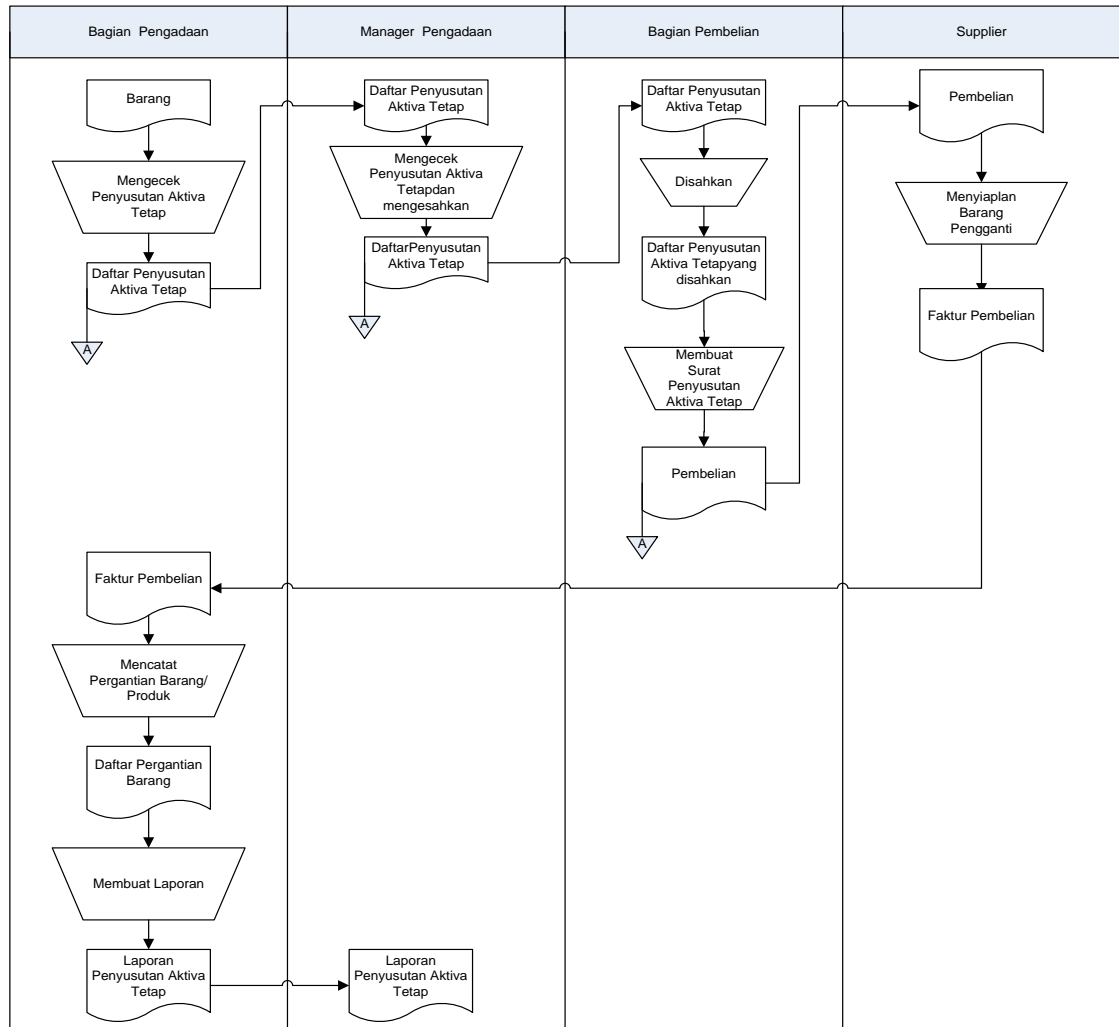 Bagian Pengadaan
Manager Pengadaan
Bagian Pembelian
Supplier
Barang
Mengecek
Penyusutan Aktiva
Tetap
Daftar Penyusutan
Aktiva Tetap
A
Daftar Penyusutan
Aktiva Tetap
Mengecek
Penyusutan Aktiva
Tetapdan
mengesahkan
DaftarPenyusutan
Aktiva Tetap
A
Daftar Penyusutan
Aktiva Tetap
Disahkan
Daftar Penyusutan
Aktiva Tetapyang
disahkan
Membuat
Surat
Penyusutan
Aktiva Tetap
Pembelian
A
Pembelian
Menyiaplan
Barang
Pengganti
Faktur Pembelian
Faktur Pembelian
Mencatat
Pergantian Barang/
Produk
Daftar Pergantian
Barang
Membuat Laporan
Laporan
Penyusutan Aktiva
Tetap
Laporan
Penyusutan Aktiva
Tetap